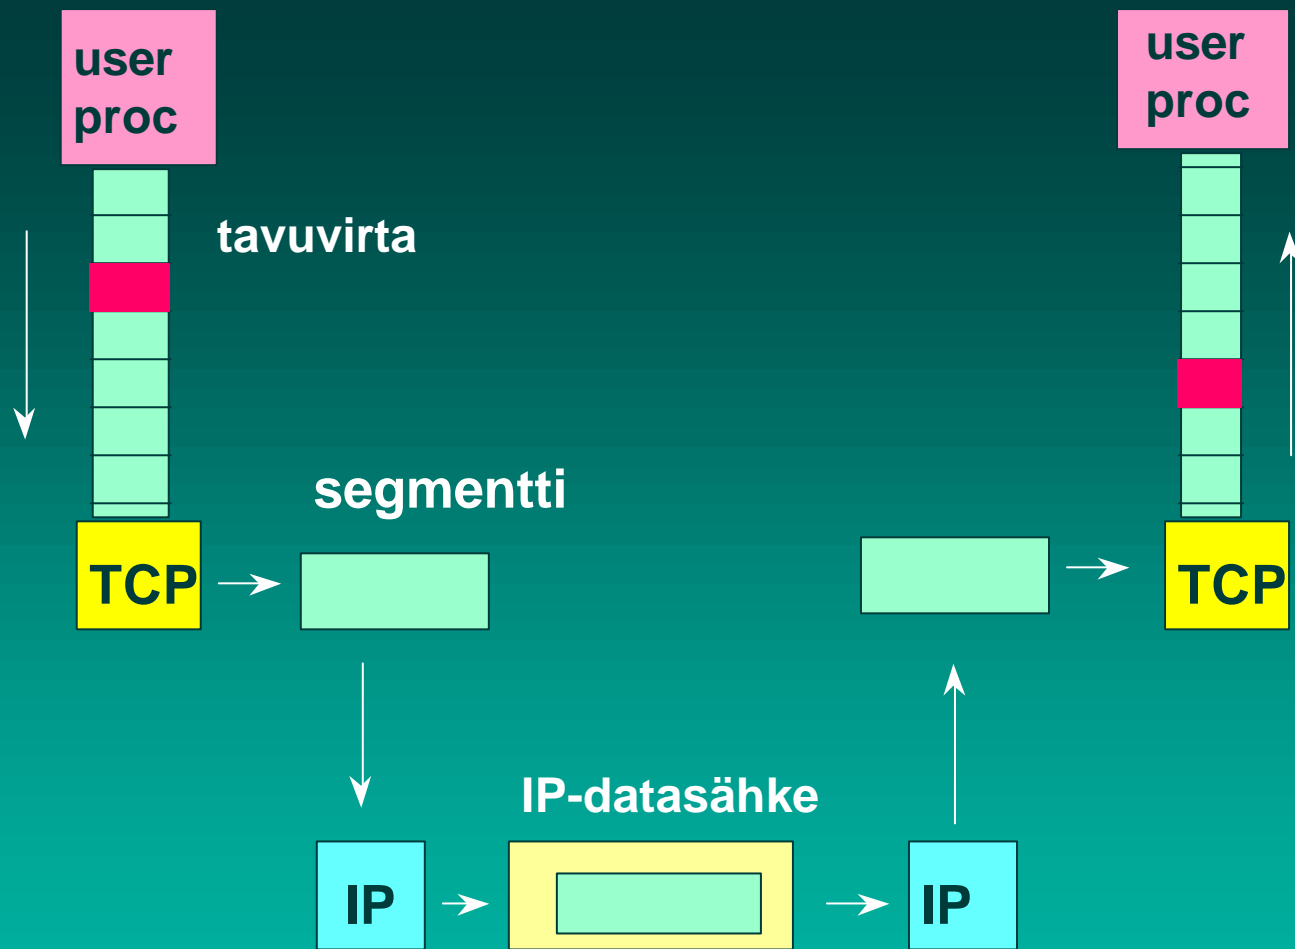 user
proc
user
proc
tavuvirta
segmentti
TCP
TCP
IP-datasähke
IP
IP